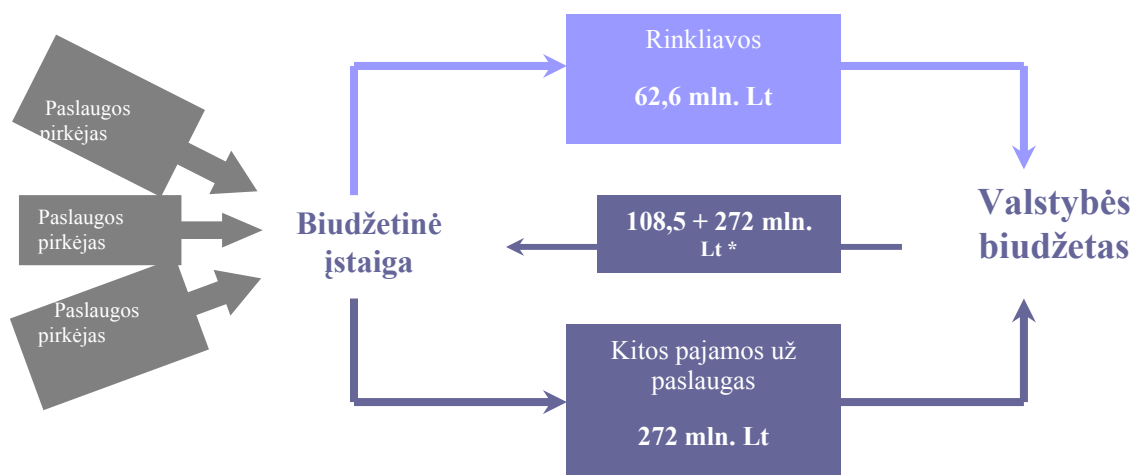 Rinkliavos
62,6 mln. Lt
Paslaugos
pirkėjas
Paslaugos
pirkėjas
Paslaugos
pirkėjas
Biudžetinė
įstaiga
108,5 + 272 mln.
Lt *
Valstybės
biudžetas
Kitos pajamos už
paslaugas
272 mln. Lt